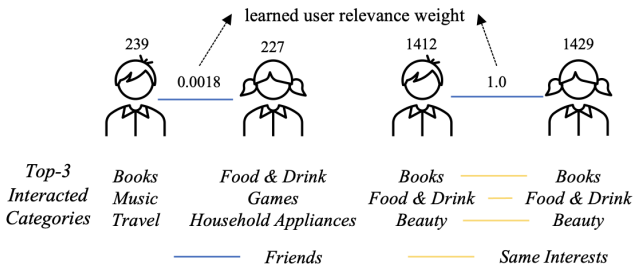 learned user relevance weight
239 227 1412 1429
0.0018 1.0
Top-3 Interacted Categories
Books Food & Drink Books Books
Music Games Food & Drink Food & Drink
Travel Household Appliances Beauty Beauty
Friends Same Interests